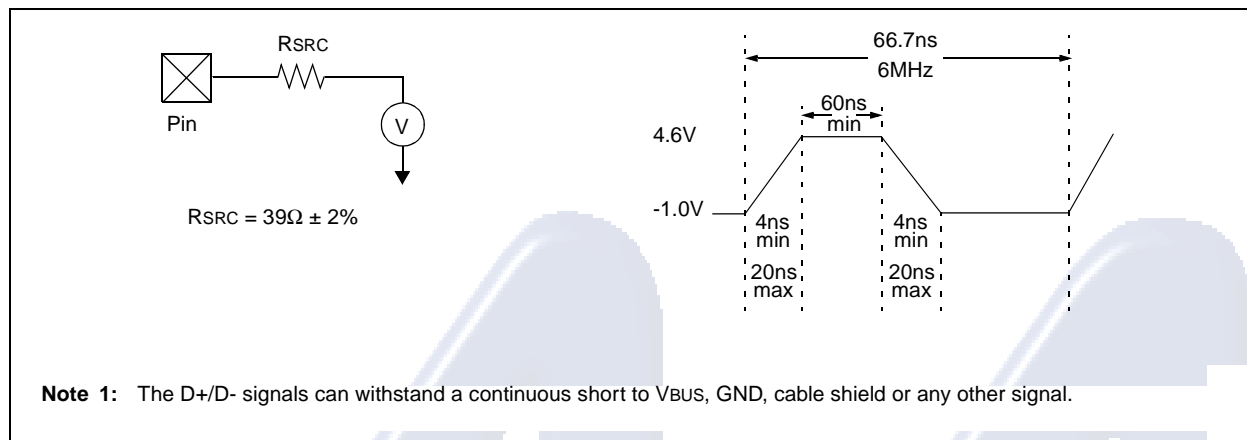 RSRC
Pin
V
RSRC = 39Ω ± 2%
66.7ns
6MHz
60ns
min
4.6V
-1.0V
4ns
min
20ns
max
4ns
min
20ns
max
Note 1: The D+/D- signals can withstand a continuous short to VBUS, GND, cable shield or any other signal.